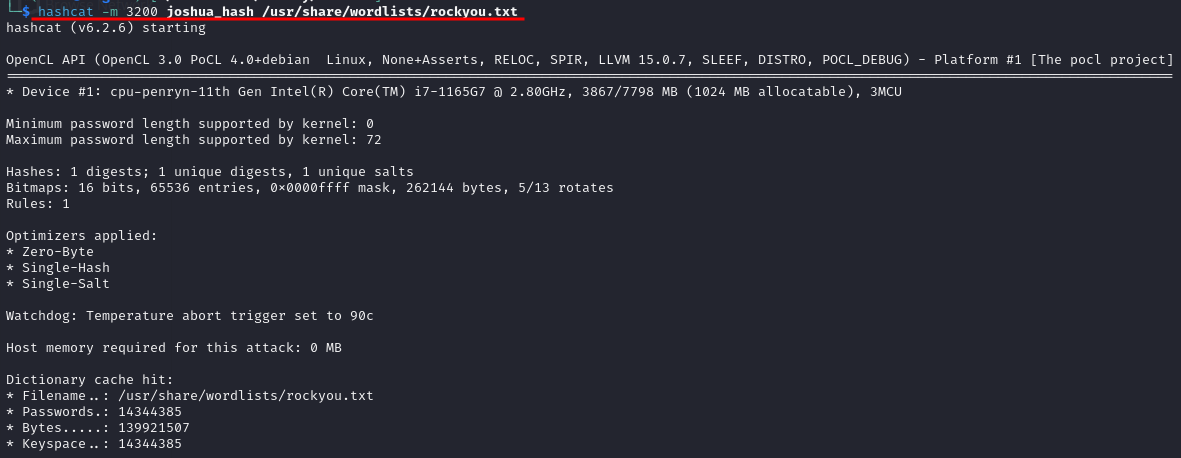 $ hashcat -m 3200 joshua_hash /usr/share/wordlists/rockyou.txt
hashcat (v6.2.6) starting
OpenCL API (OpenCL 3.0 PoCL 4.0+debian  Linux, None+Asserts, RELOC, SPIR, LLVM 15.0.7, SLEEF, DISTRO, POCL_DEBUG) - Platform #1 [The pocl project]
* Device #1: cpu-penryn-11th Gen Intel(R) Core(TM) i7-1165G7 @ 2.80GHz, 3867/7798 MB (1024 MB allocatable), 3MCU
Minimum password length supported by kernel: 0
Maximum password length supported by kernel: 72
Hashes: 1 digests; 1 unique digests, 1 unique salts
Bitmaps: 16 bits, 65536 entries, 0x0000ffff mask, 262144 bytes, 5/13 rotates
Rules: 1
Optimizers applied:
* Zero-Byte
* Single-Hash
* Single-Salt
Watchdog: Temperature abort trigger set to 90c
Host memory required for this attack: 0 MB
Dictionary cache hit:
* Filename..: /usr/share/wordlists/rockyou.txt
* Passwords.: 14344385
* Bytes.....: 139921507
* Keyspace..: 14344385